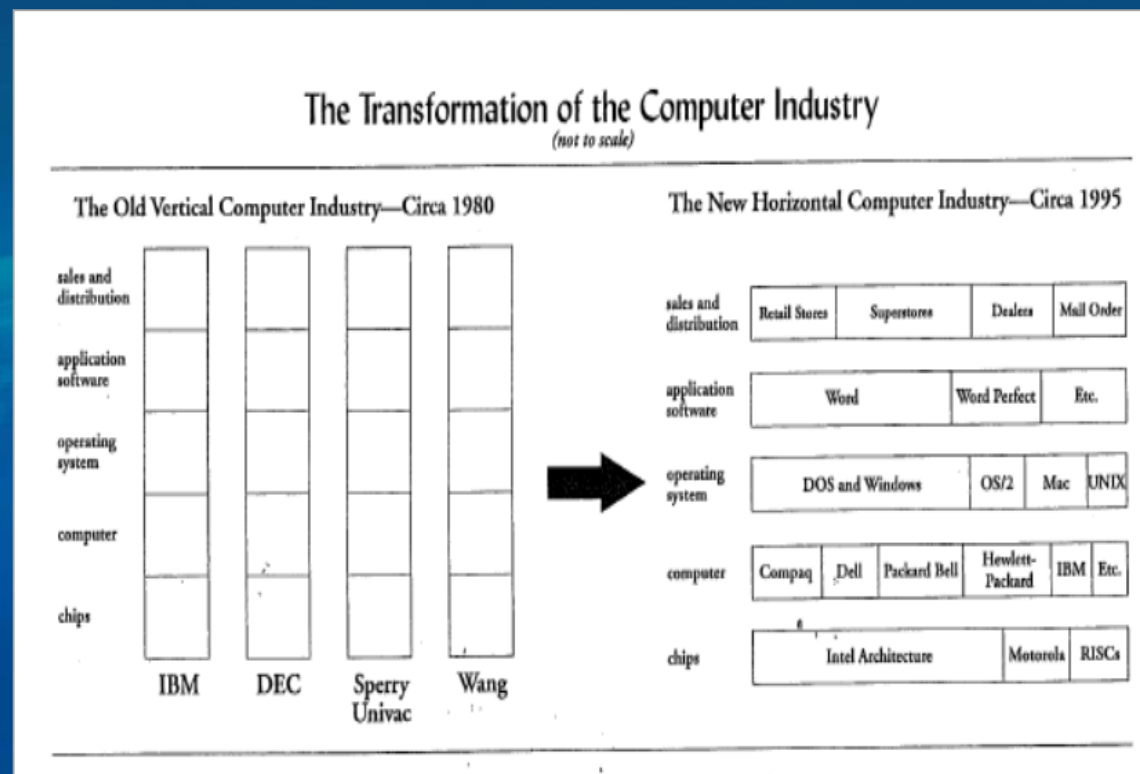 The Transformation of the Computer Industry
(not to scale)
The Old Vertical Computer Industry—Circa 1980
sales and
distribution
application
software
operating
system
computer
chips
IBM
DEC
Sperry
Univac
Wang
The New Horizontal Computer Industry—Circa 1995
sales and
distribution
Retail Stores
Superstores
Dealers
Mail Order
application
software
Word
Word Perfect
Etc.
operating
system
DOS and Windows
OS/2
Mac
UNIX
computer
Compaq
Dell
Packard Bell
Hewlett-
Packard
IBM
Etc.
chips
Intel Architecture
Motorola
RISCs